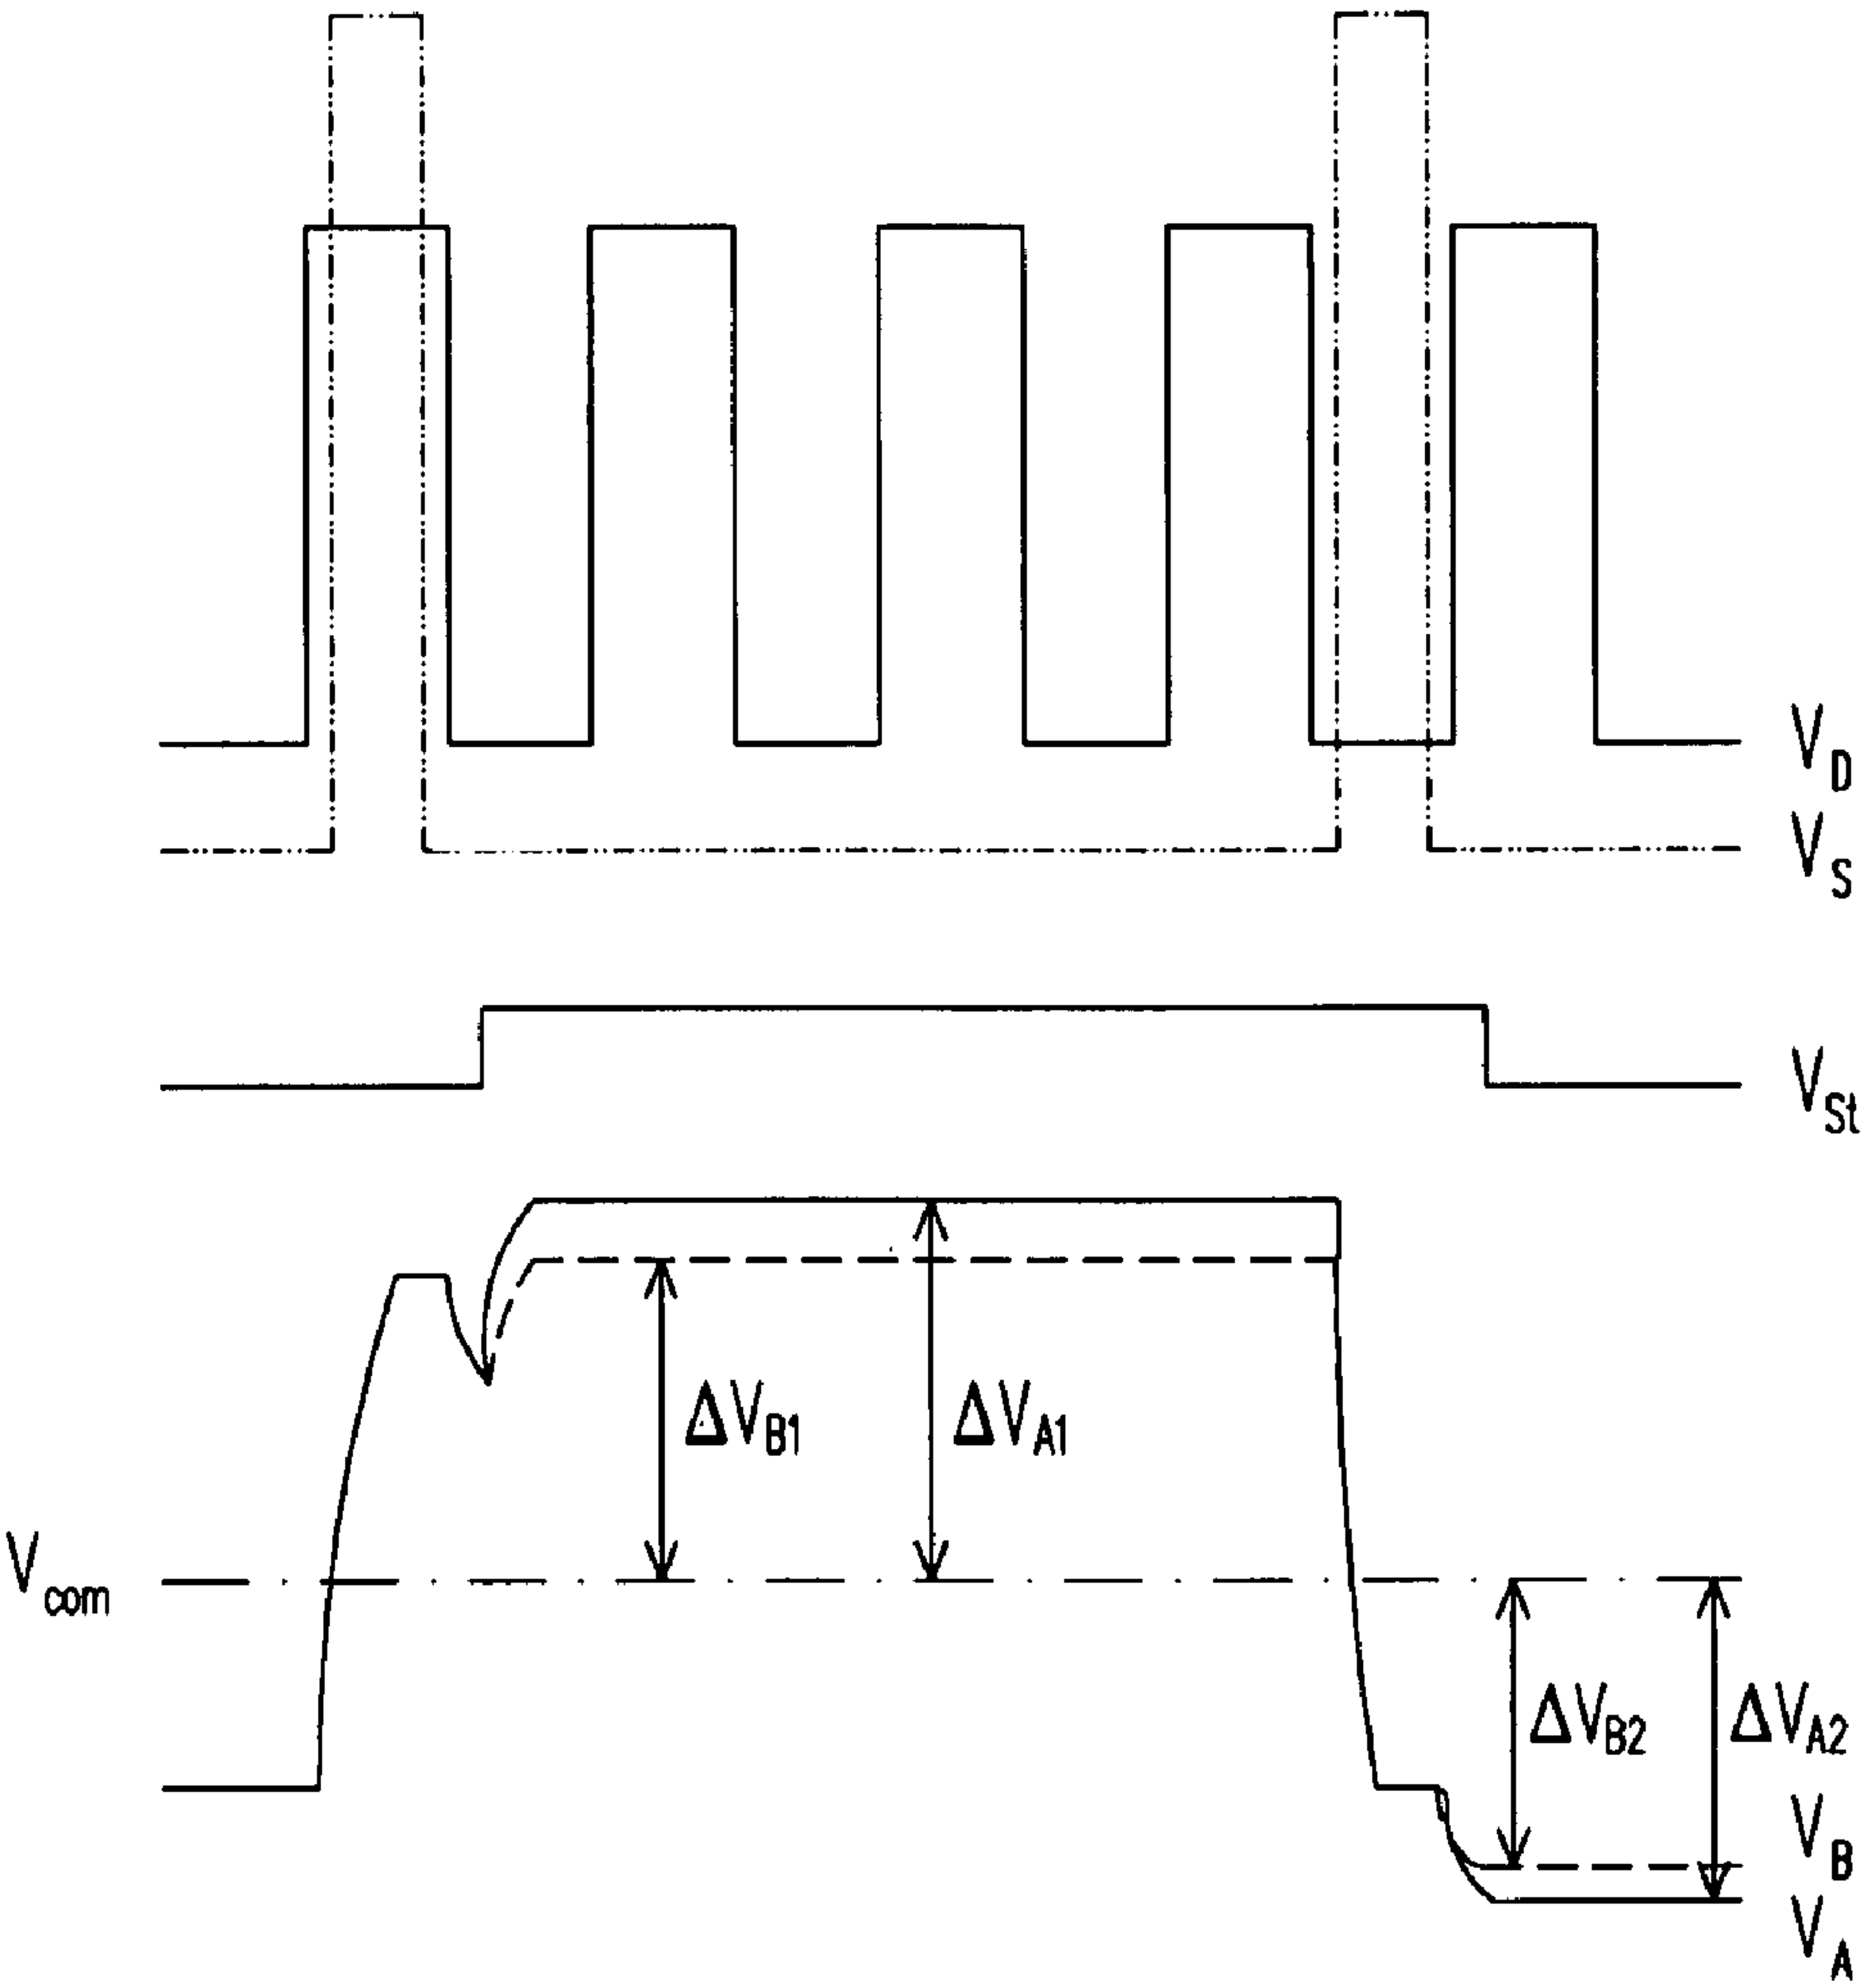 V_D
V_S
V_St
ΔV_B1
ΔV_A1
V_com
ΔV_B2
ΔV_A2
V_B
V_A